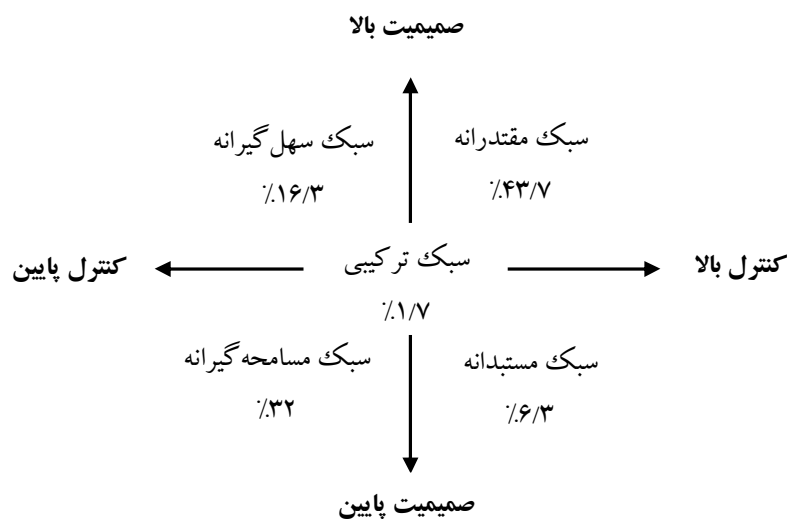 صمیمیت بالا
سبک مقتدرانه
٪۴۳/۷
سبک سهل‌گیرانه
٪۱۶/۳
کنترل بالا
سبک ترکیبی
٪۱/۷
کنترل پایین
سبک مستبدانه
٪۶/۳
سبک مسامحه‌گیرانه
٪۳۲
صمیمیت پایین